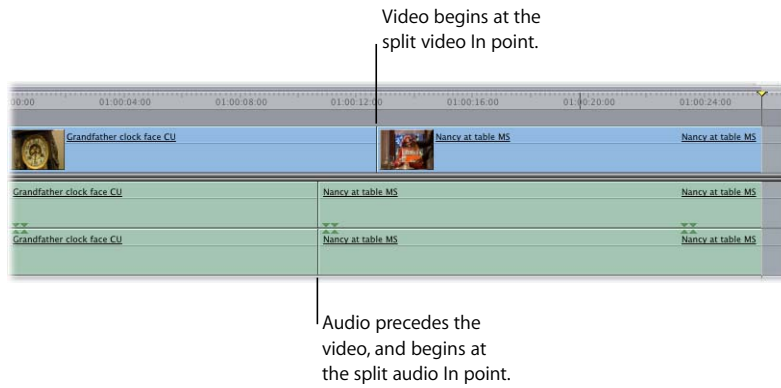 Video begins at the
split video In point.
00:00 01:00:04:00 01:00:08:00 01:00:12:00 01:00:16:00 01:00:20:00 01:00:24:00
Grandfather clock face CU Nancy at table MS Nancy at table MS
Grandfather clock face CU Nancy at table MS Nancy at table MS
Grandfather clock face CU Nancy at table MS Nancy at table MS
Audio precedes the
video, and begins at
the split audio In point.